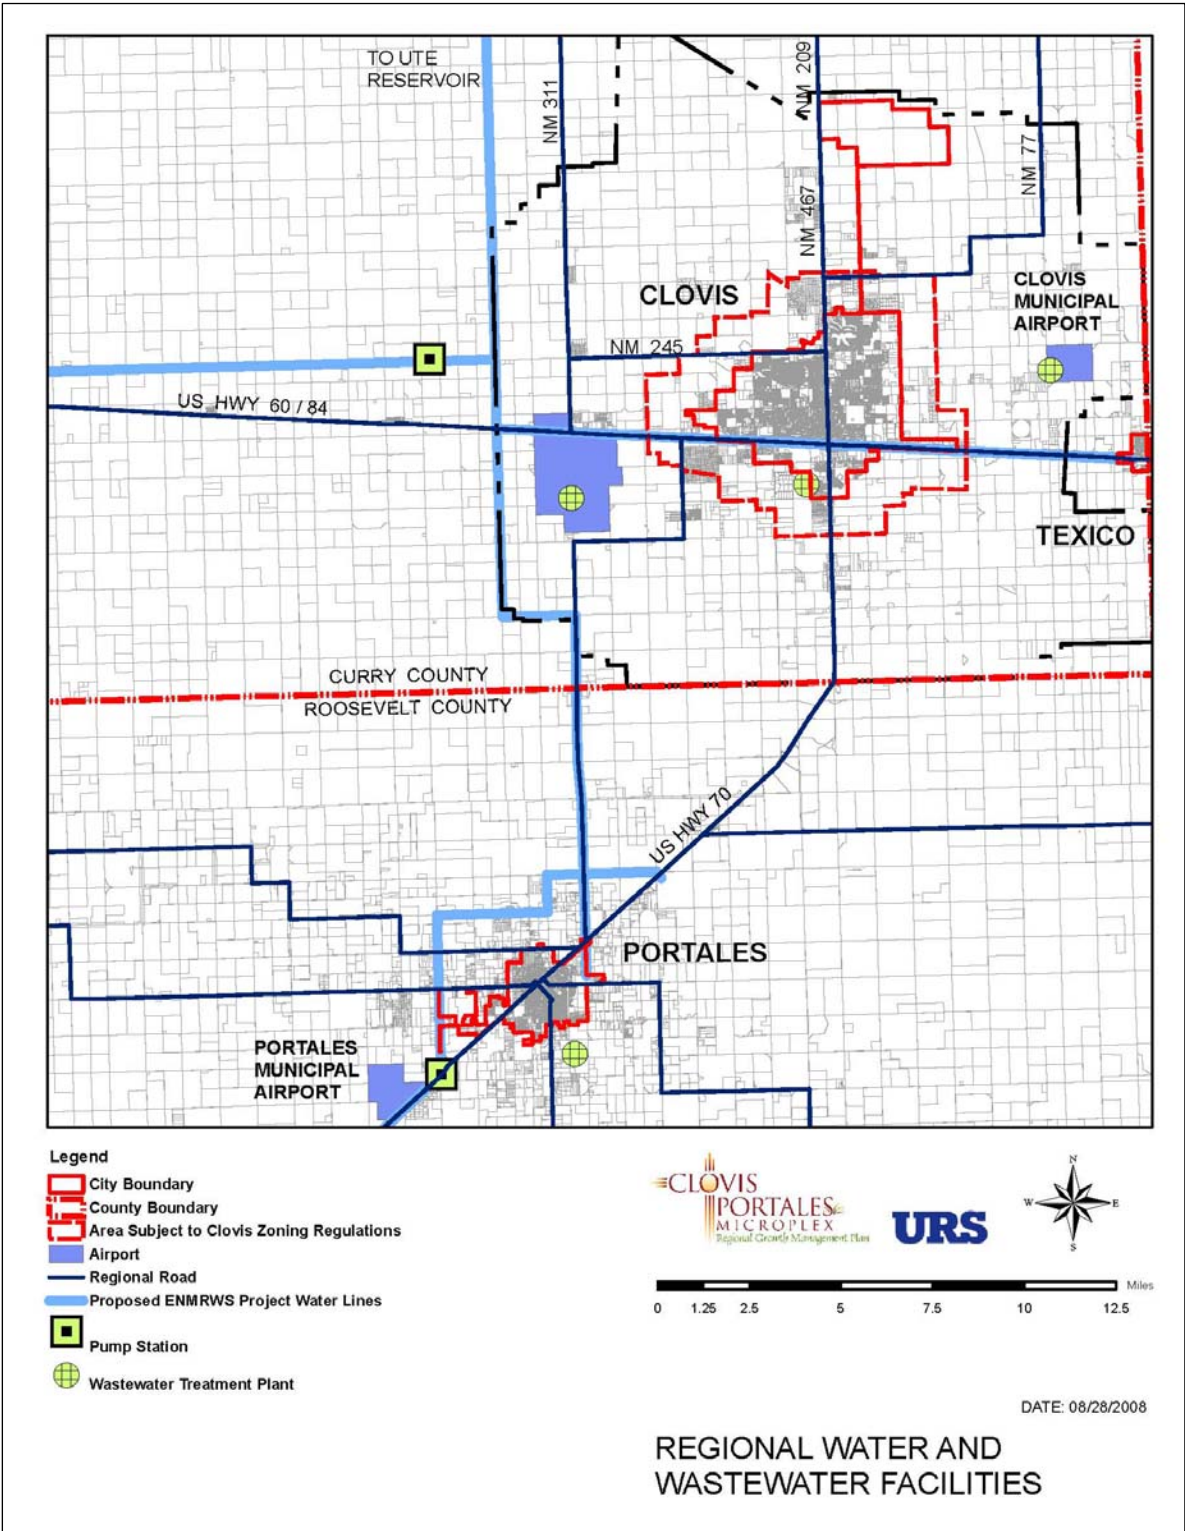 TO UTE
RESERVOIR
NM 311
NM 209
NM 77
NM 467
CLOVIS
CLOVIS
MUNICIPAL
AIRPORT
NM 245
US HWY 60 / 84
TEXICO
CURRY COUNTY
ROOSEVELT COUNTY
US HWY 70
PORTALES
PORTALES
MUNICIPAL
AIRPORT
Legend
City Boundary
County Boundary
Area Subject to Clovis Zoning Regulations
Airport
Regional Road
Proposed ENMRWS Project Water Lines
Pump Station
Wastewater Treatment Plant
CLOVIS
PORTALES
MICROPLEX
Regional Growth Management Plan
URS
N
W E
S
Miles
0 1.25 2.5 5 7.5 10 12.5
DATE: 08/28/2008
REGIONAL WATER AND
WASTEWATER FACILITIES